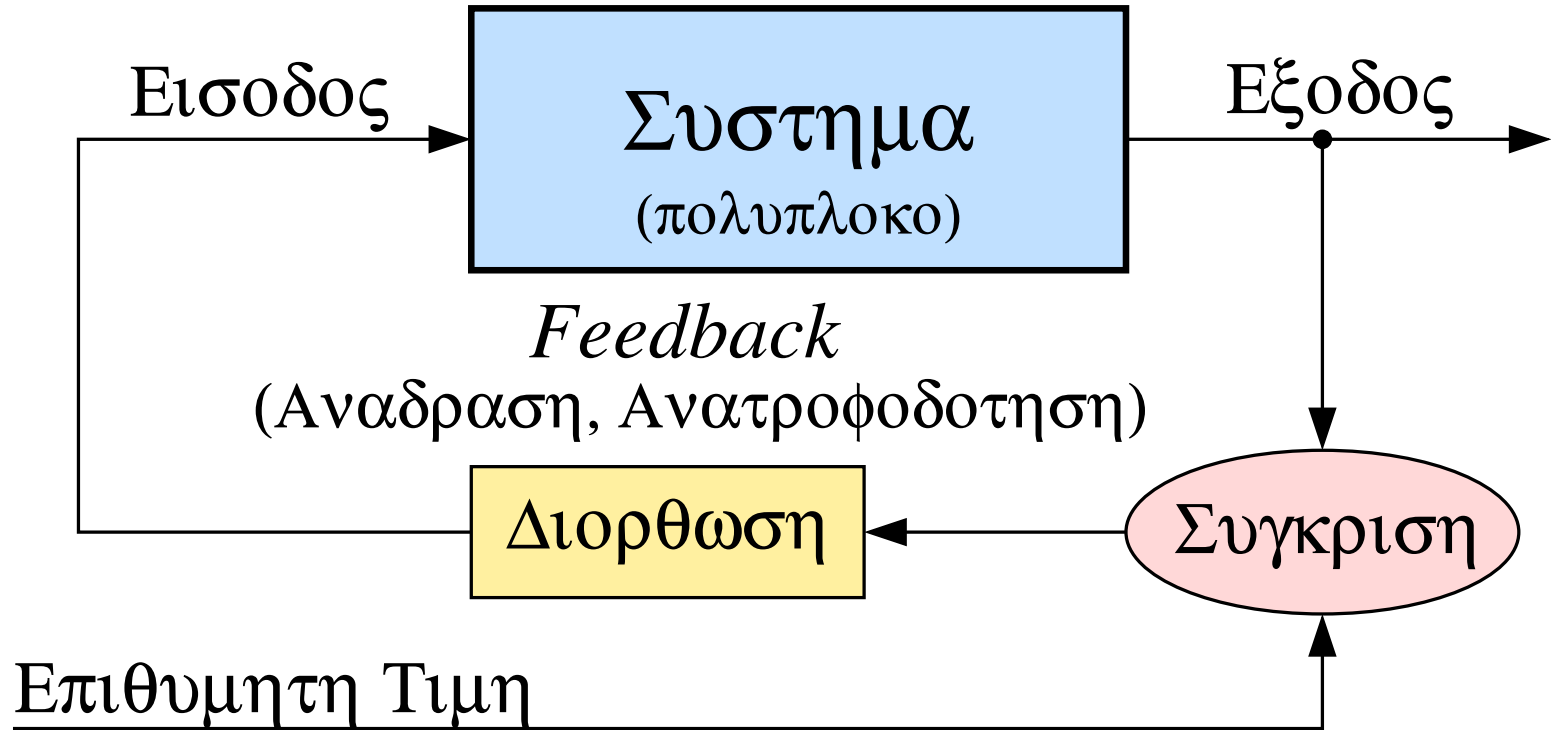 Εισοδος
Συστημα
(πολυπλοκο)
Εξοδος
Feedback
(Αναδραση, Ανατροφοδοτηση)
Διορθωση
Συγκριση
Επιθυμητη Τιμη